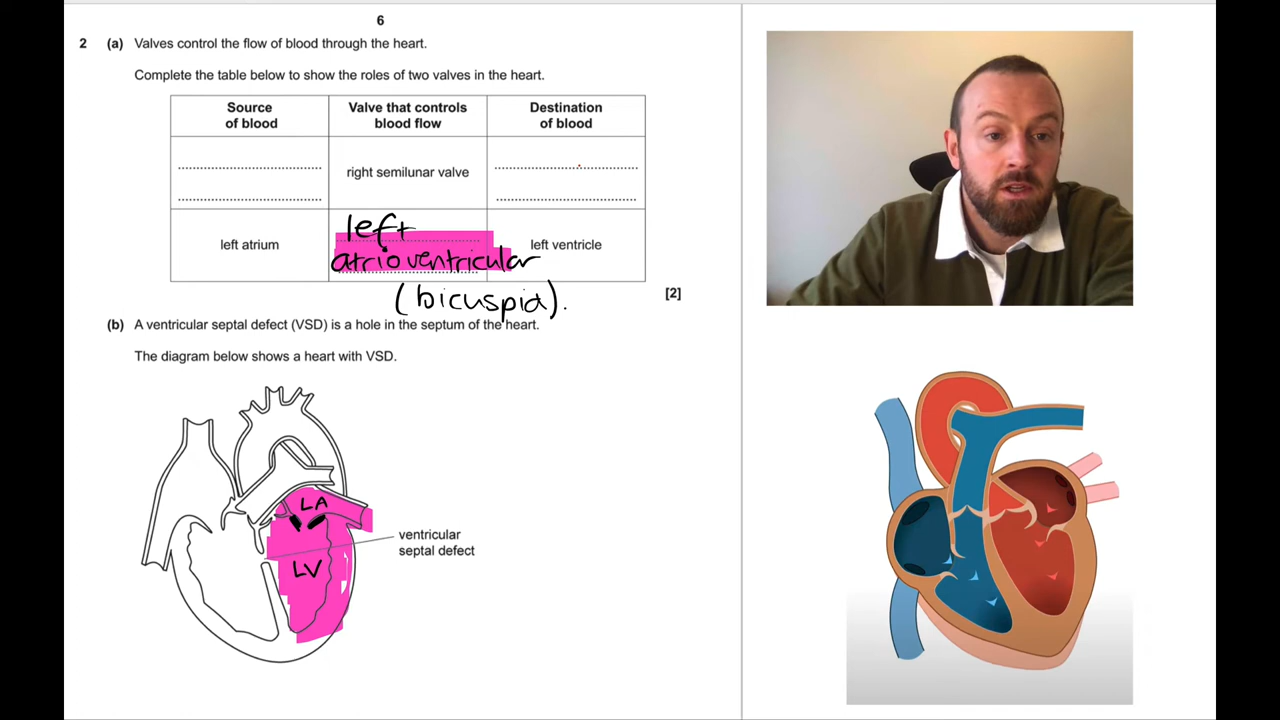 6
2 (a) Valves control the flow of blood through the heart.
Complete the table below to show the roles of two valves in the heart.
Source of blood
Valve that controls blood flow
Destination of blood
right semilunar valve
left atrium
left atrioventricular
left ventricle
(bicuspid).
[2]
(b) A ventricular septal defect (VSD) is a hole in the septum of the heart.
The diagram below shows a heart with VSD.
LA
ventricular
septal defect
LV